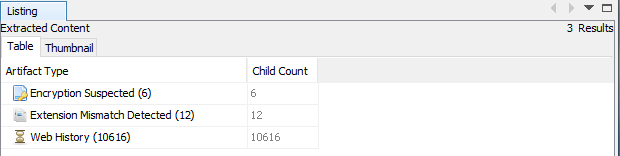 Listing
Extracted Content 3 Results
Table Thumbnail
Artifact Type Child Count
Encryption Suspected (6) 6
Extension Mismatch Detected (12) 12
Web History (10616) 10616